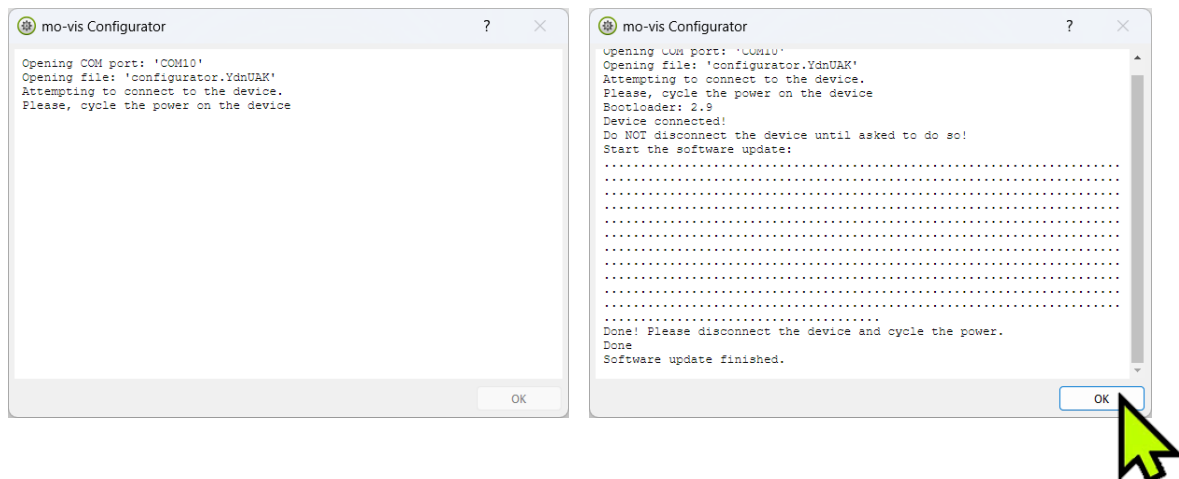 mo-vis Configurator
?
Opening COM port: 'COM10'
Opening file: 'configurator.YdnUAK'
Attempting to connect to the device.
Please, cycle the power on the device
OK
mo-vis Configurator
?
Opening COM port: 'COM10'
Opening file: 'configurator.YdnUAK'
Attempting to connect to the device.
Please, cycle the power on the device
Bootloader: 2.9
Device connected!
Do NOT disconnect the device until asked to do so!
Start the software update:
.......................................................................
.......................................................................
.......................................................................
.......................................................................
.......................................................................
.......................................................................
.......................................................................
.......................................................................
.......................................................................
.......................................................................
.......................................................................
......................................
Done! Please disconnect the device and cycle the power.
Done
Software update finished.
OK